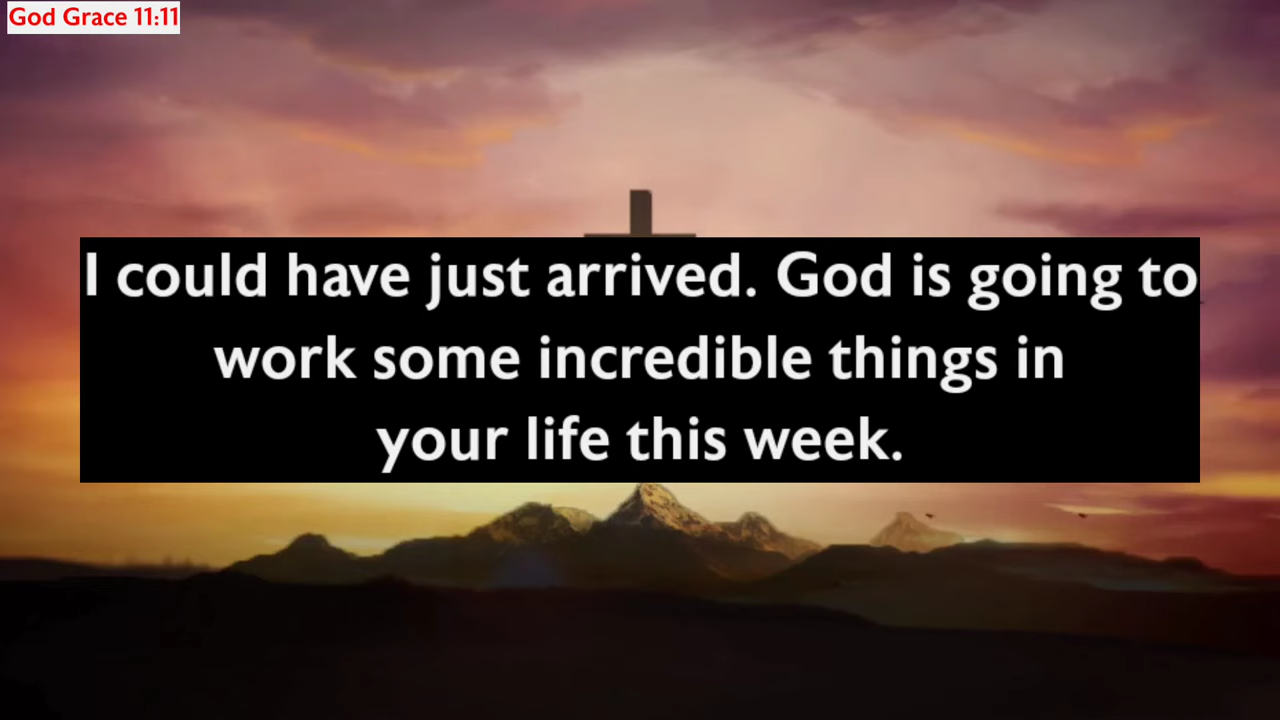 God Grace 11:11
I could have just arrived. God is going to
work some incredible things in
your life this week.